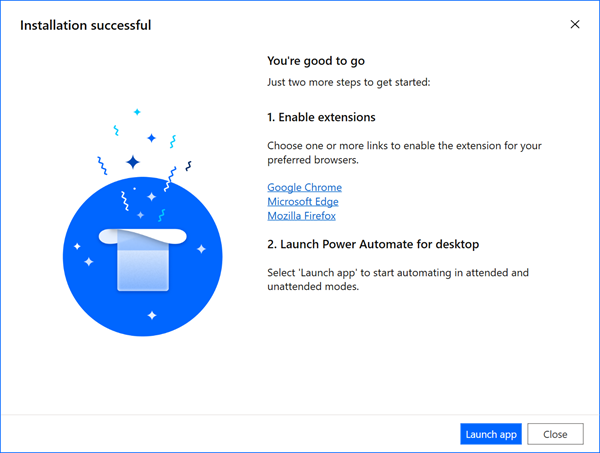 Installation successful
You're good to go
Just two more steps to get started:
1. Enable extensions
Choose one or more links to enable the extension for your
preferred browsers.
Google Chrome
Microsoft Edge
Mozilla Firefox
2. Launch Power Automate for desktop
Select 'Launch app' to start automating in attended and
unattended modes.
Launch app
Close